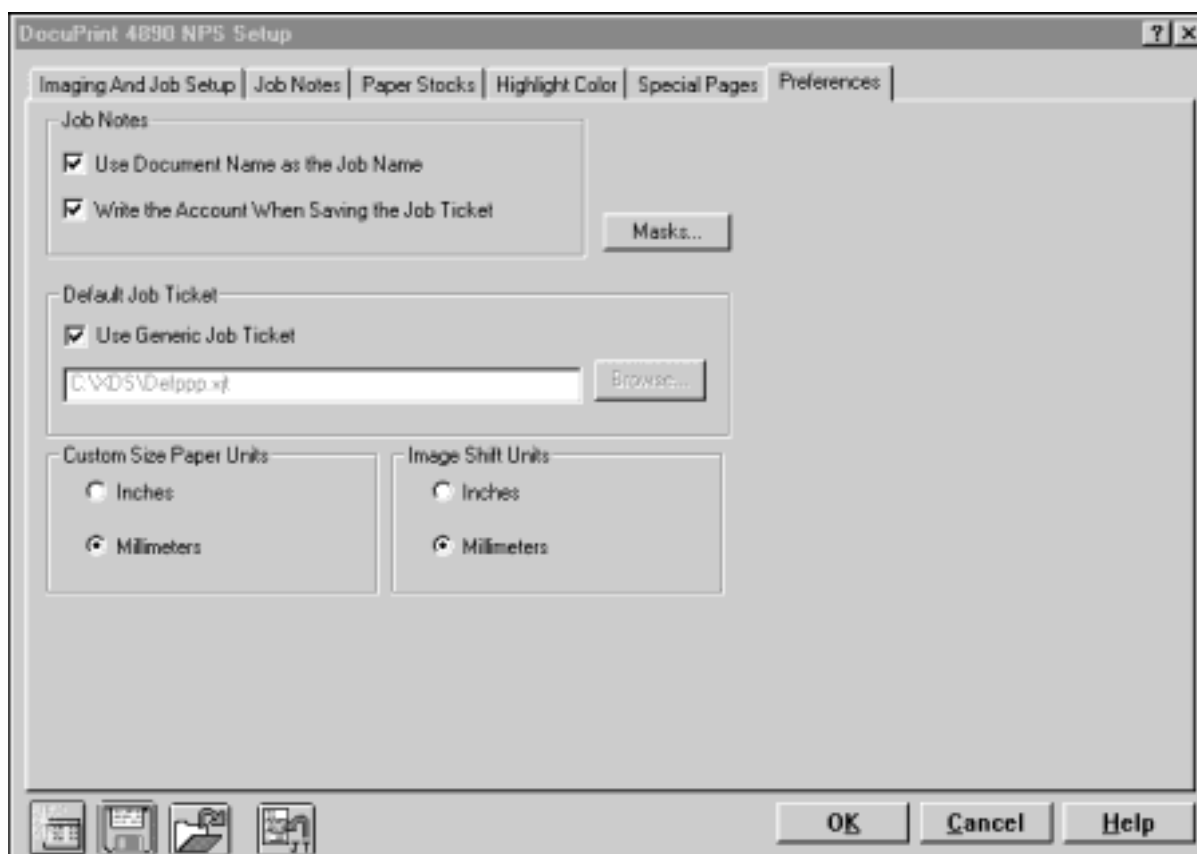 DocuPrint 4890 NPS Setup
Imaging And Job Setup
Job Notes
Paper Stocks
Highlight Color
Special Pages
Preferences
Job Notes
Use Document Name as the Job Name
Write the Account When Saving the Job Ticket
Masks...
Default Job Ticket
Use Generic Job Ticket
C:\XDS\Defppp.xjt
Browse...
Custom Size Paper Units
Inches
Millimeters
Image Shift Units
Inches
Millimeters
OK
Cancel
Help
JT